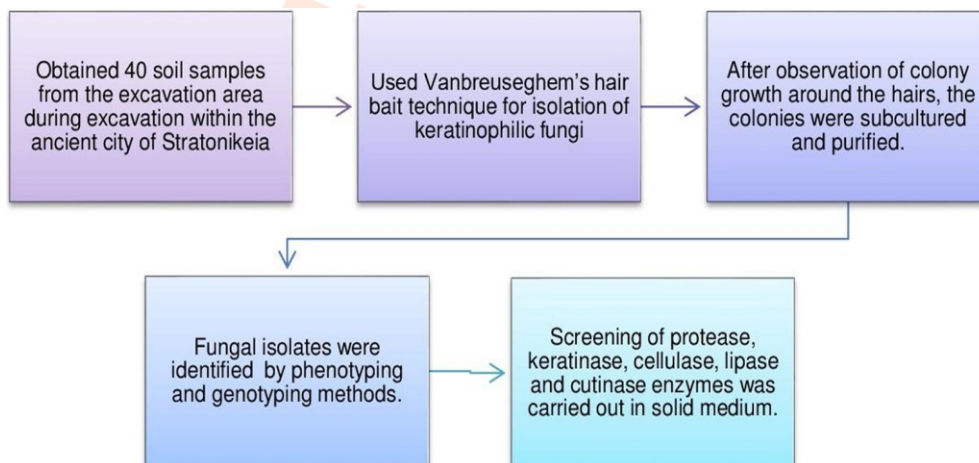 Obtained 40 soil samples
from the excavation area
during excavation within the
ancient city of Stratonikeia
Used Vanbreuseghem's hair
bait technique for isolation of
keratinophilic fungi
After observation of colony
growth around the hairs, the
colonies were subcultured
and purified.
Fungal isolates were
identified by phenotyping
and genotyping methods.
Screening of protease,
keratinase, cellulase, lipase
and cutinase enzymes was
carried out in solid medium.